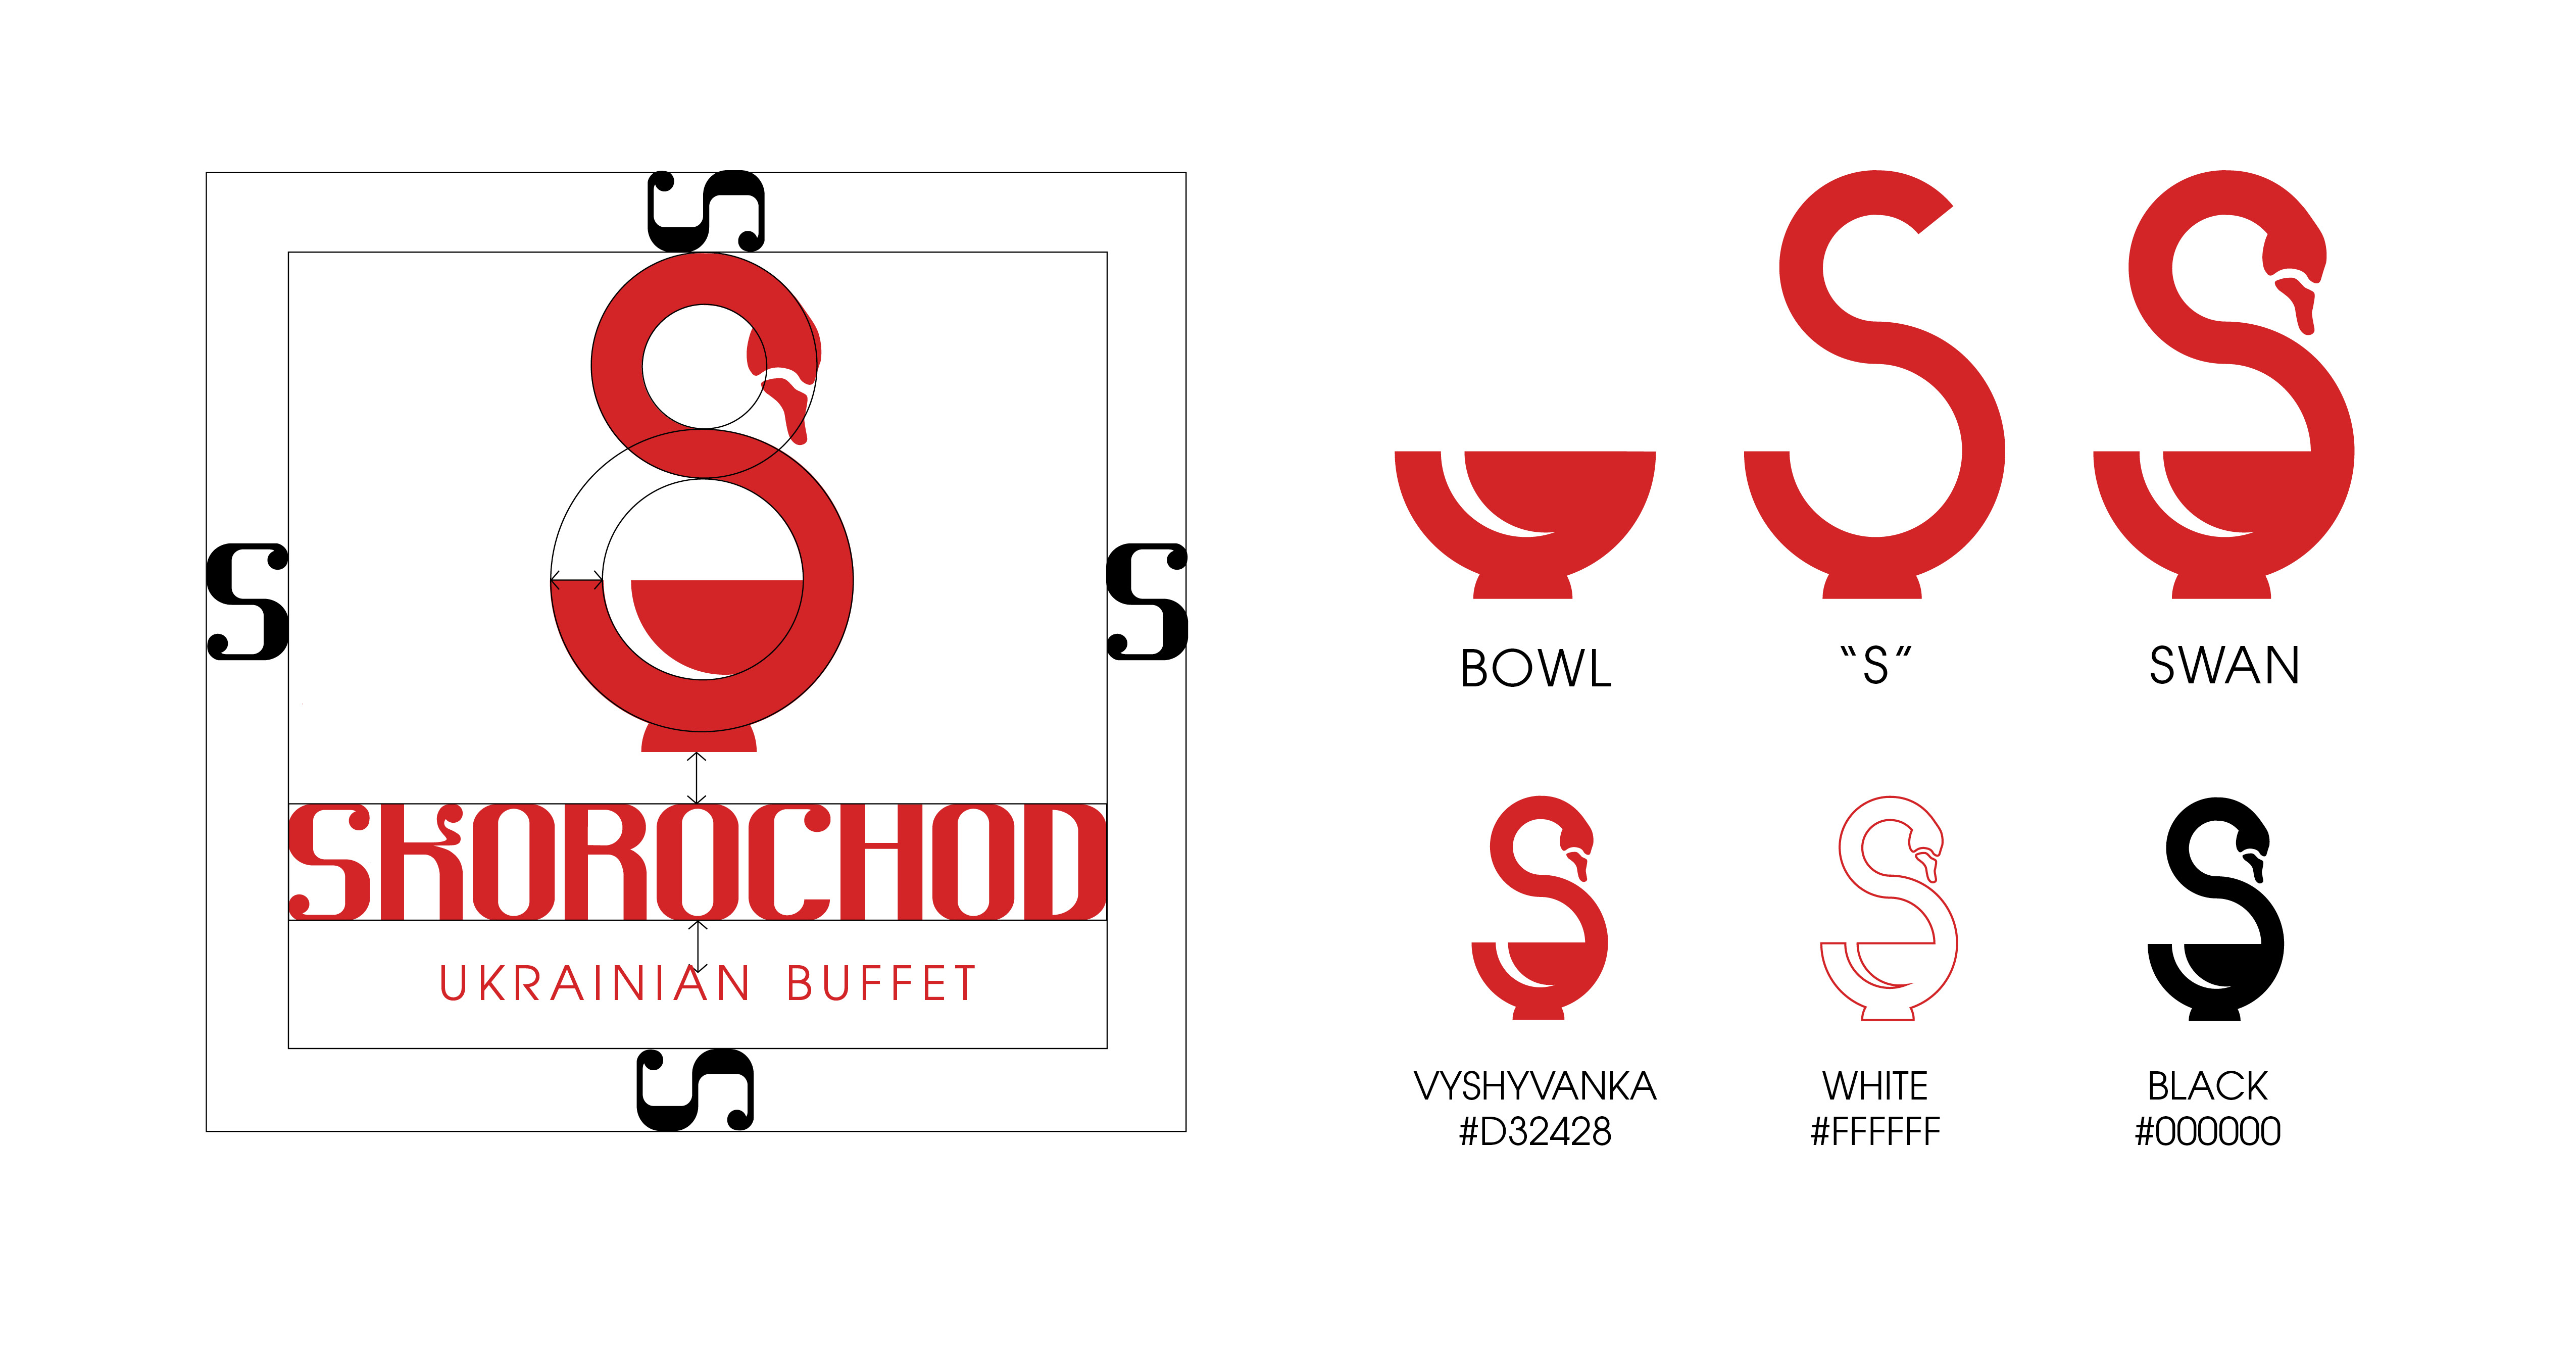 S
S
S
SKOROCHOD
UKRAINIAN BUFFET
S
BOWL
“S”
SWAN
VYSHYVANKA
#D32428
WHITE
#FFFFFF
BLACK
#000000